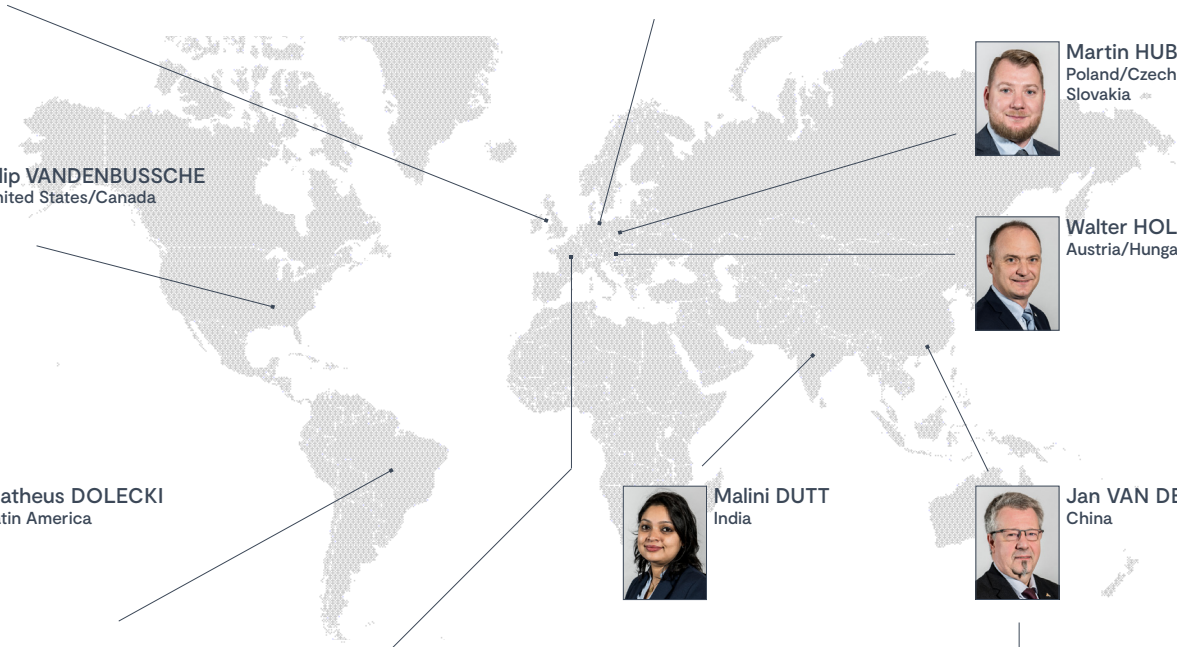 Martin HUB
Poland/Czech
Slovakia
lip VANDENBUSSCHE
nited States/Canada
Walter HOL
Austria/Hunga
atheus DOLECKI
tin America
Malini DUTT
India
Jan VAN DE
China